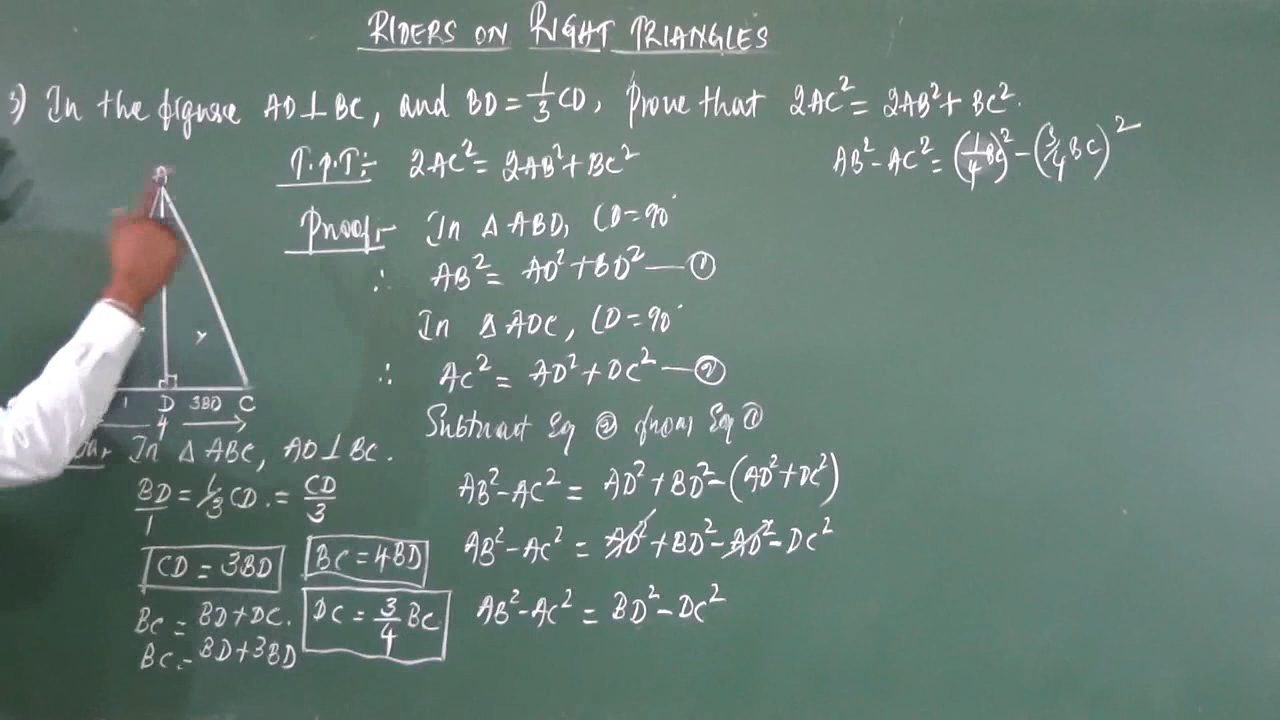 RIDERS ON RIGHT TRIANGLES
3) In the figure AD⊥BC, and BD = 1/3 CD, Prove that 2AC² = 2AB² + BC².
T.P.T:- 2AC² = 2AB² + BC²
Proof:- In △ ABD, ∠D = 90°
∴ AB² = AD² + BD² — ①
In △ ADC, ∠D = 90°
∴ AC² = AD² + DC² — ②
Subtract Eq ② from Eq ①
AB² - AC² = AD² + BD² - (AD² + DC²)
AB² - AC² = AD² + BD² - AD² - DC²
AB² - AC² = BD² - DC²
AB² - AC² = (1/4 BC)² - (3/4 BC)²
A
1 D 3BD C
4
In △ ABC, AD⊥BC.
BD/1 = 1/3 CD. = CD/3
CD = 3BD
BC = 4BD
BC = BD + DC.
BC = BD + 3BD
DC = 3/4 BC